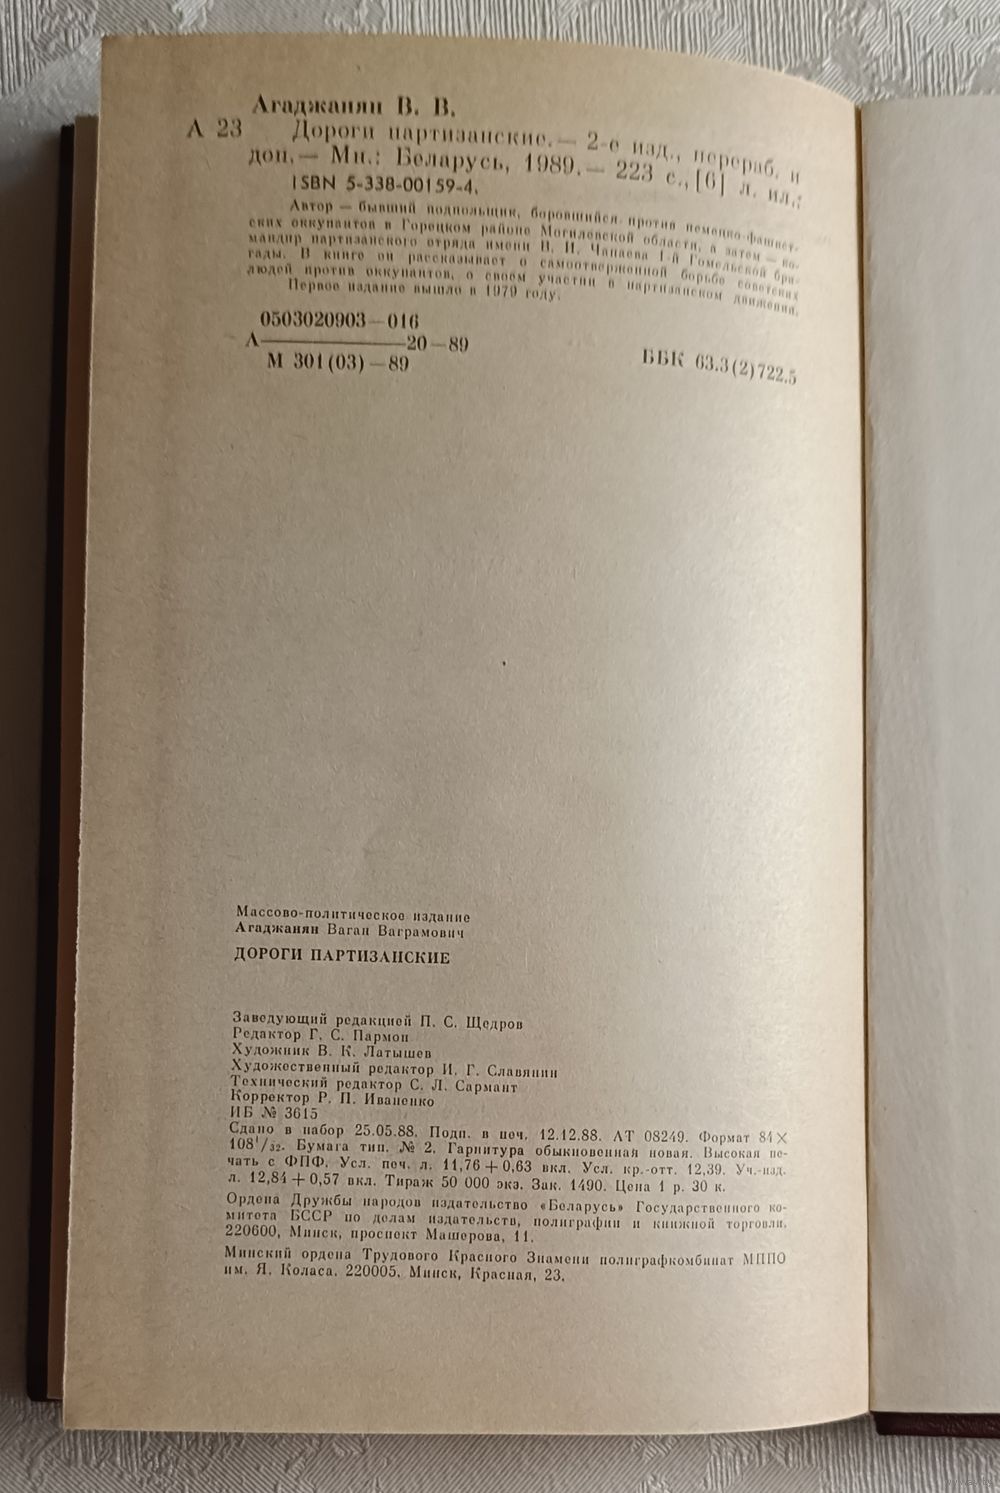 Агаджанян В. В.
А 23 Дороги партизанские.— 2-е изд., перераб. и
доп.— Мн.: Беларусь, 1989.— 223 с., [6] л. ил.:
ISBN 5-338-00159-4.
Автор — бывший подпольщик, боровшийся против немецко-фашист-
ских оккупантов в Горецком районе Могилевской области, а затем — ко-
мандир партизанского отряда имени В. И. Чапаева 1-й Гомельской бри-
гады. В книге он рассказывает о самоотверженной борьбе советских
людей против оккупантов, о своем участии в партизанском движении.
Первое издание вышло в 1979 году.
0503020903—016
А—————20—89
М 301(03)—89
ББК 63.3(2)722.5
Массово-политическое издание
Агаджанян Ваган Ваграмович
ДОРОГИ ПАРТИЗАНСКИЕ
Заведующий редакцией П. С. Щедров
Редактор Г. С. Пармон
Художник В. К. Латышев
Художественный редактор И. Г. Славянин
Технический редактор С. Л. Сармант
Корректор Р. П. Иваненко
ИБ № 3615
Сдано в набор 25.05.88. Подп. в печ. 12.12.88. АТ 08249. Формат 84×
108¹/₃₂. Бумага тип. № 2. Гарнитура обыкновенная новая. Высокая пе-
чать с ФПФ. Усл. печ. л. 11,76+0,63 вкл. Усл. кр.-отт. 12,39. Уч.-изд.
л. 12,84+0,57 вкл. Тираж 50 000 экз. Зак. 1490. Цена 1 р. 30 к.
Ордена Дружбы народов издательство «Беларусь» Государственного ко-
митета БССР по делам издательств, полиграфии и книжной торговли.
220600, Минск, проспект Машерова, 11.
Минский ордена Трудового Красного Знамени полиграфкомбинат МППО
им. Я. Коласа. 220005, Минск, Красная, 23.